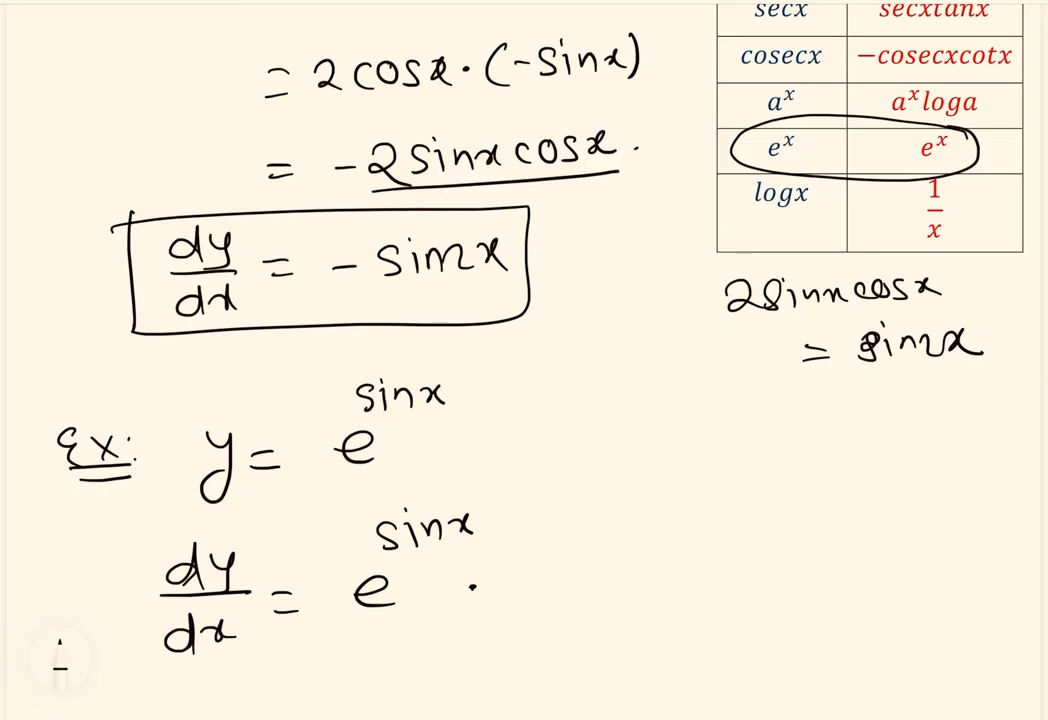 = 2cosx·(-sinx)
= -2sinxcosx.
dy/dx = -sin2x
Ex: y = e^sinx
dy/dx = e^sinx ·
secx secxtanx
cosecx −cosecxcotx
a^x a^x loga
e^x e^x
logx 1/x
2sinxcosx
= sin2x